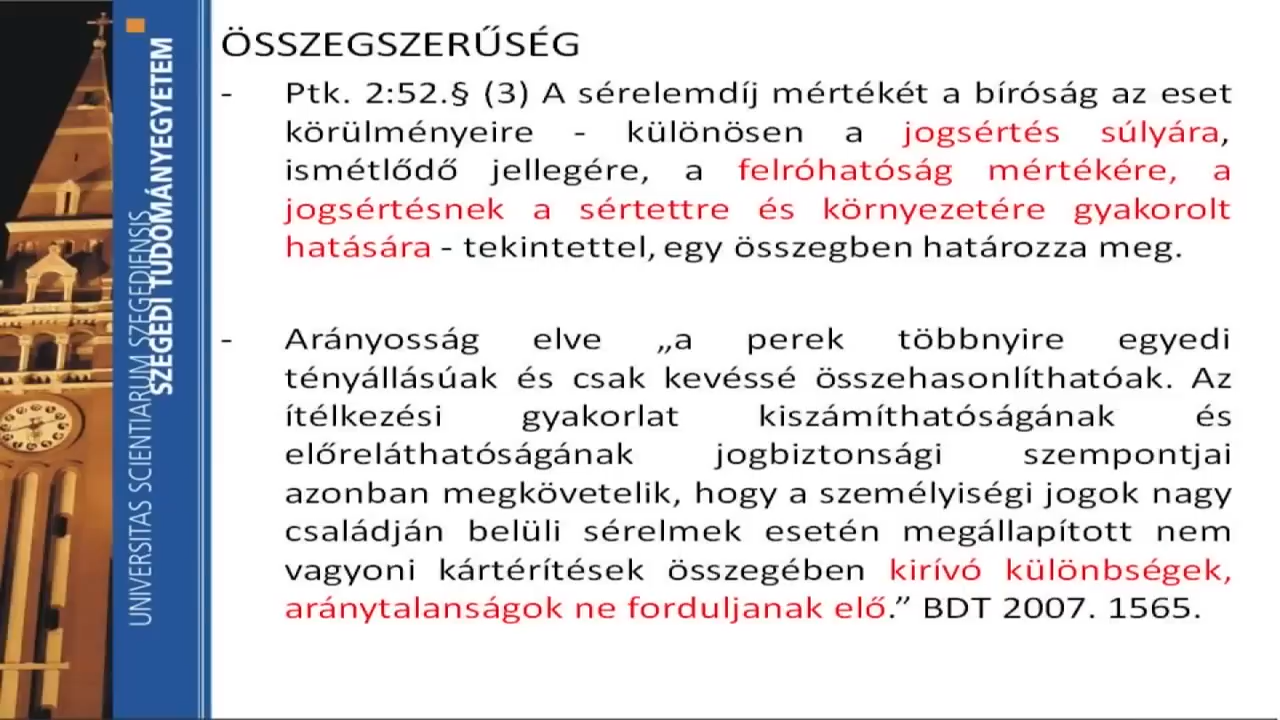 ÖSSZEGSZERŰSÉG
- Ptk. 2:52.§ (3) A sérelemdíj mértékét a bíróság az eset
körülményeire - különösen a jogsértés súlyára,
ismétlődő jellegére, a felróhatóság mértékére, a
jogsértésnek a sértettre és környezetére gyakorolt
hatására - tekintettel, egy összegben határozza meg.
- Arányosság elve „a perek többnyire egyedi
tényállásúak és csak kevéssé összehasonlíthatóak. Az
ítélkezési gyakorlat kiszámíthatóságának és
előreláthatóságának jogbiztonsági szempontjai
azonban megkövetelik, hogy a személyiségi jogok nagy
családján belüli sérelmek esetén megállapított nem
vagyoni kártérítések összegében kirívó különbségek,
aránytalanságok ne forduljanak elő.” BDT 2007. 1565.
UNIVERSITAS SCIENTIARUM SZEGEDIENSIS
SZEGEDI TUDOMÁNYEGYETEM